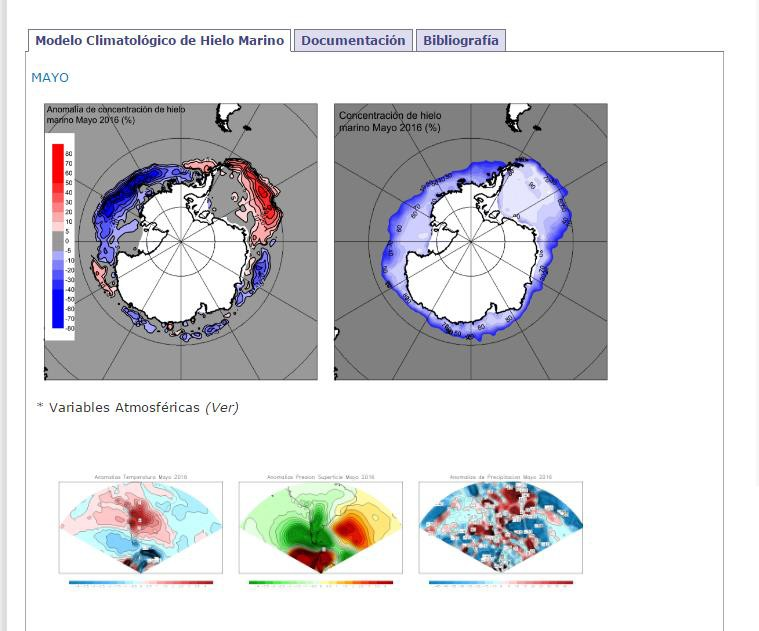 Modelo Climatológico de Hielo Marino
Documentación
Bibliografía
MAYO
Anomalia de concentración de hielo
marino Mayo 2016 (%)
80
70
60
50
40
30
20
10
5
0
-5
-10
-20
-30
-40
-50
-60
-70
-80
Concentración de hielo
marino Mayo 2016 (%)
* Variables Atmosféricas (Ver)
Anomalias Temperatura Mayo 2016
Anomalias Presion Superficie Mayo 2016
Anomalias de Precipitacion Mayo 2016